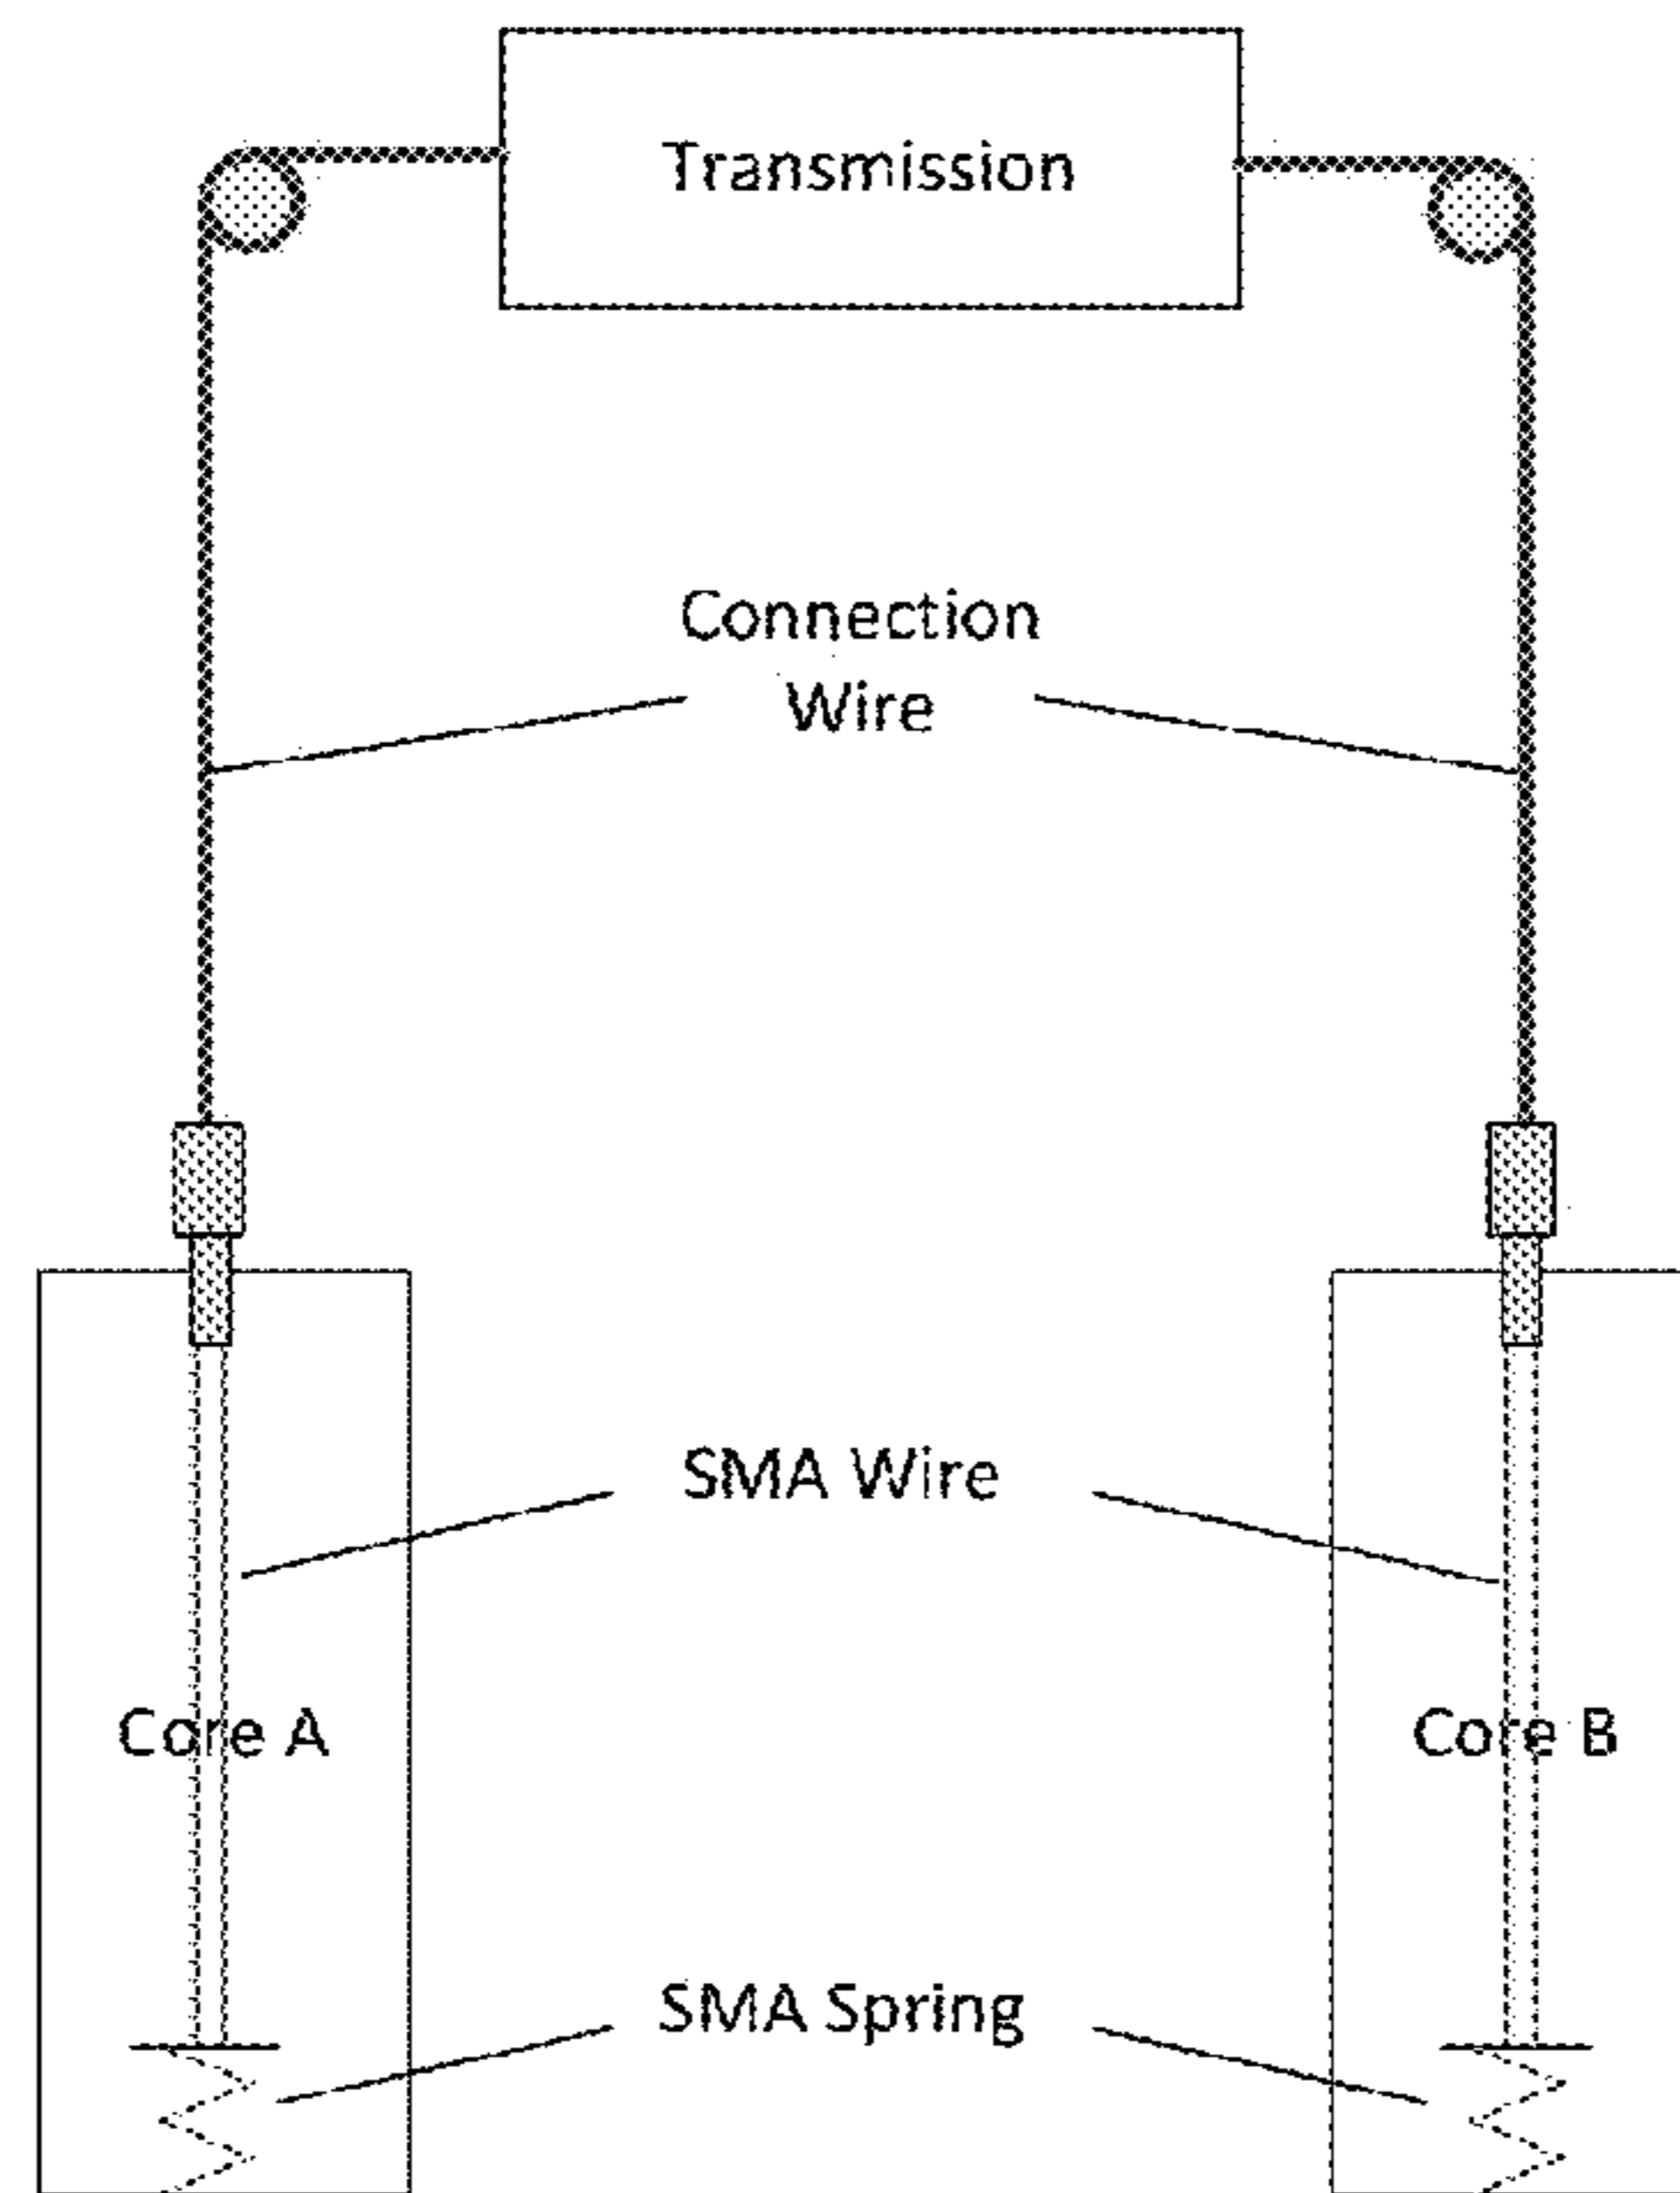 Transmission
Connection
Wire
SMA Wire
Core A
Core B
SMA Spring